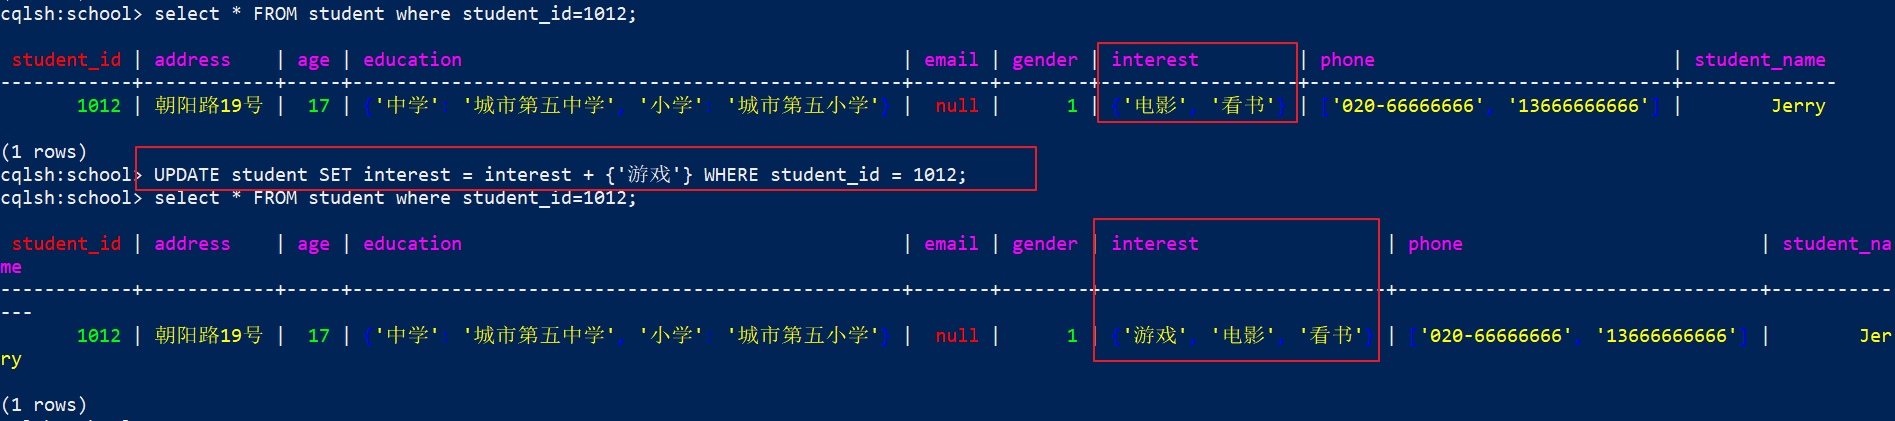 cqlsh:school> select * FROM student where student_id=1012;
student_id | address | age | education | email | gender | interest | phone | student_name
------------+------------+-----+---------------------------------------------------+-------+--------+------------------+----------------------------------+--------------
1012 | 朝阳路19号 | 17 | {'中学': '城市第五中学', '小学': '城市第五小学'} | null | 1 | {'电影', '看书'} | ['020-66666666', '13666666666'] | Jerry
(1 rows)
cqlsh:school> UPDATE student SET interest = interest + {'游戏'} WHERE student_id = 1012;
cqlsh:school> select * FROM student where student_id=1012;
student_id | address | age | education | email | gender | interest | phone | student_na
me
------------+------------+-----+---------------------------------------------------+-------+--------+--------------------------+----------------------------------+-----------
---
1012 | 朝阳路19号 | 17 | {'中学': '城市第五中学', '小学': '城市第五小学'} | null | 1 | {'游戏', '电影', '看书'} | ['020-66666666', '13666666666'] | Jer
ry
(1 rows)